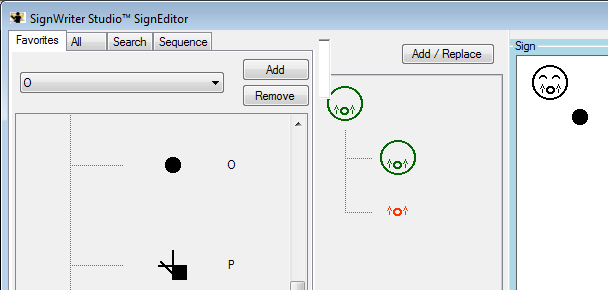 SignWriter Studio™ SignEditor
Favorites All Search Sequence
Add / Replace
Sign
O
Add
Remove
O
P